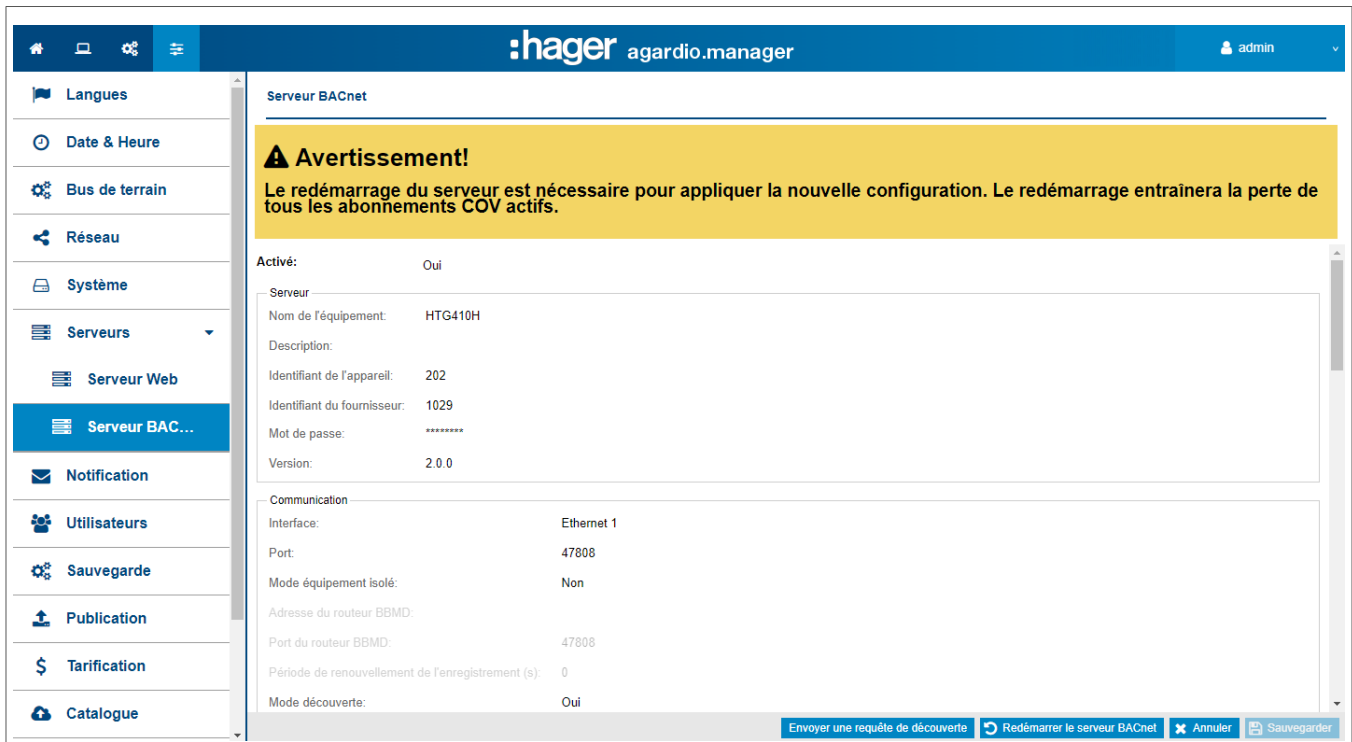 :hager agardio.manager
admin
Langues
Date & Heure
Bus de terrain
Réseau
Système
Serveurs
Serveur Web
Serveur BAC...
Notification
Utilisateurs
Sauvegarde
Publication
Tarification
Catalogue
Serveur BACnet
Avertissement!
Le redémarrage du serveur est nécessaire pour appliquer la nouvelle configuration. Le redémarrage entraînera la perte de
tous les abonnements COV actifs.
Activé: Oui
Serveur
Nom de l'équipement: HTG410H
Description:
Identifiant de l'appareil: 202
Identifiant du fournisseur: 1029
Mot de passe: ********
Version: 2.0.0
Communication
Interface: Ethernet 1
Port: 47808
Mode équipement isolé: Non
Adresse du routeur BBMD:
Port du routeur BBMD: 47808
Période de renouvellement de l'enregistrement (s): 0
Mode découverte: Oui
Envoyer une requête de découverte Redémarrer le serveur BACnet Annuler Sauvegarder